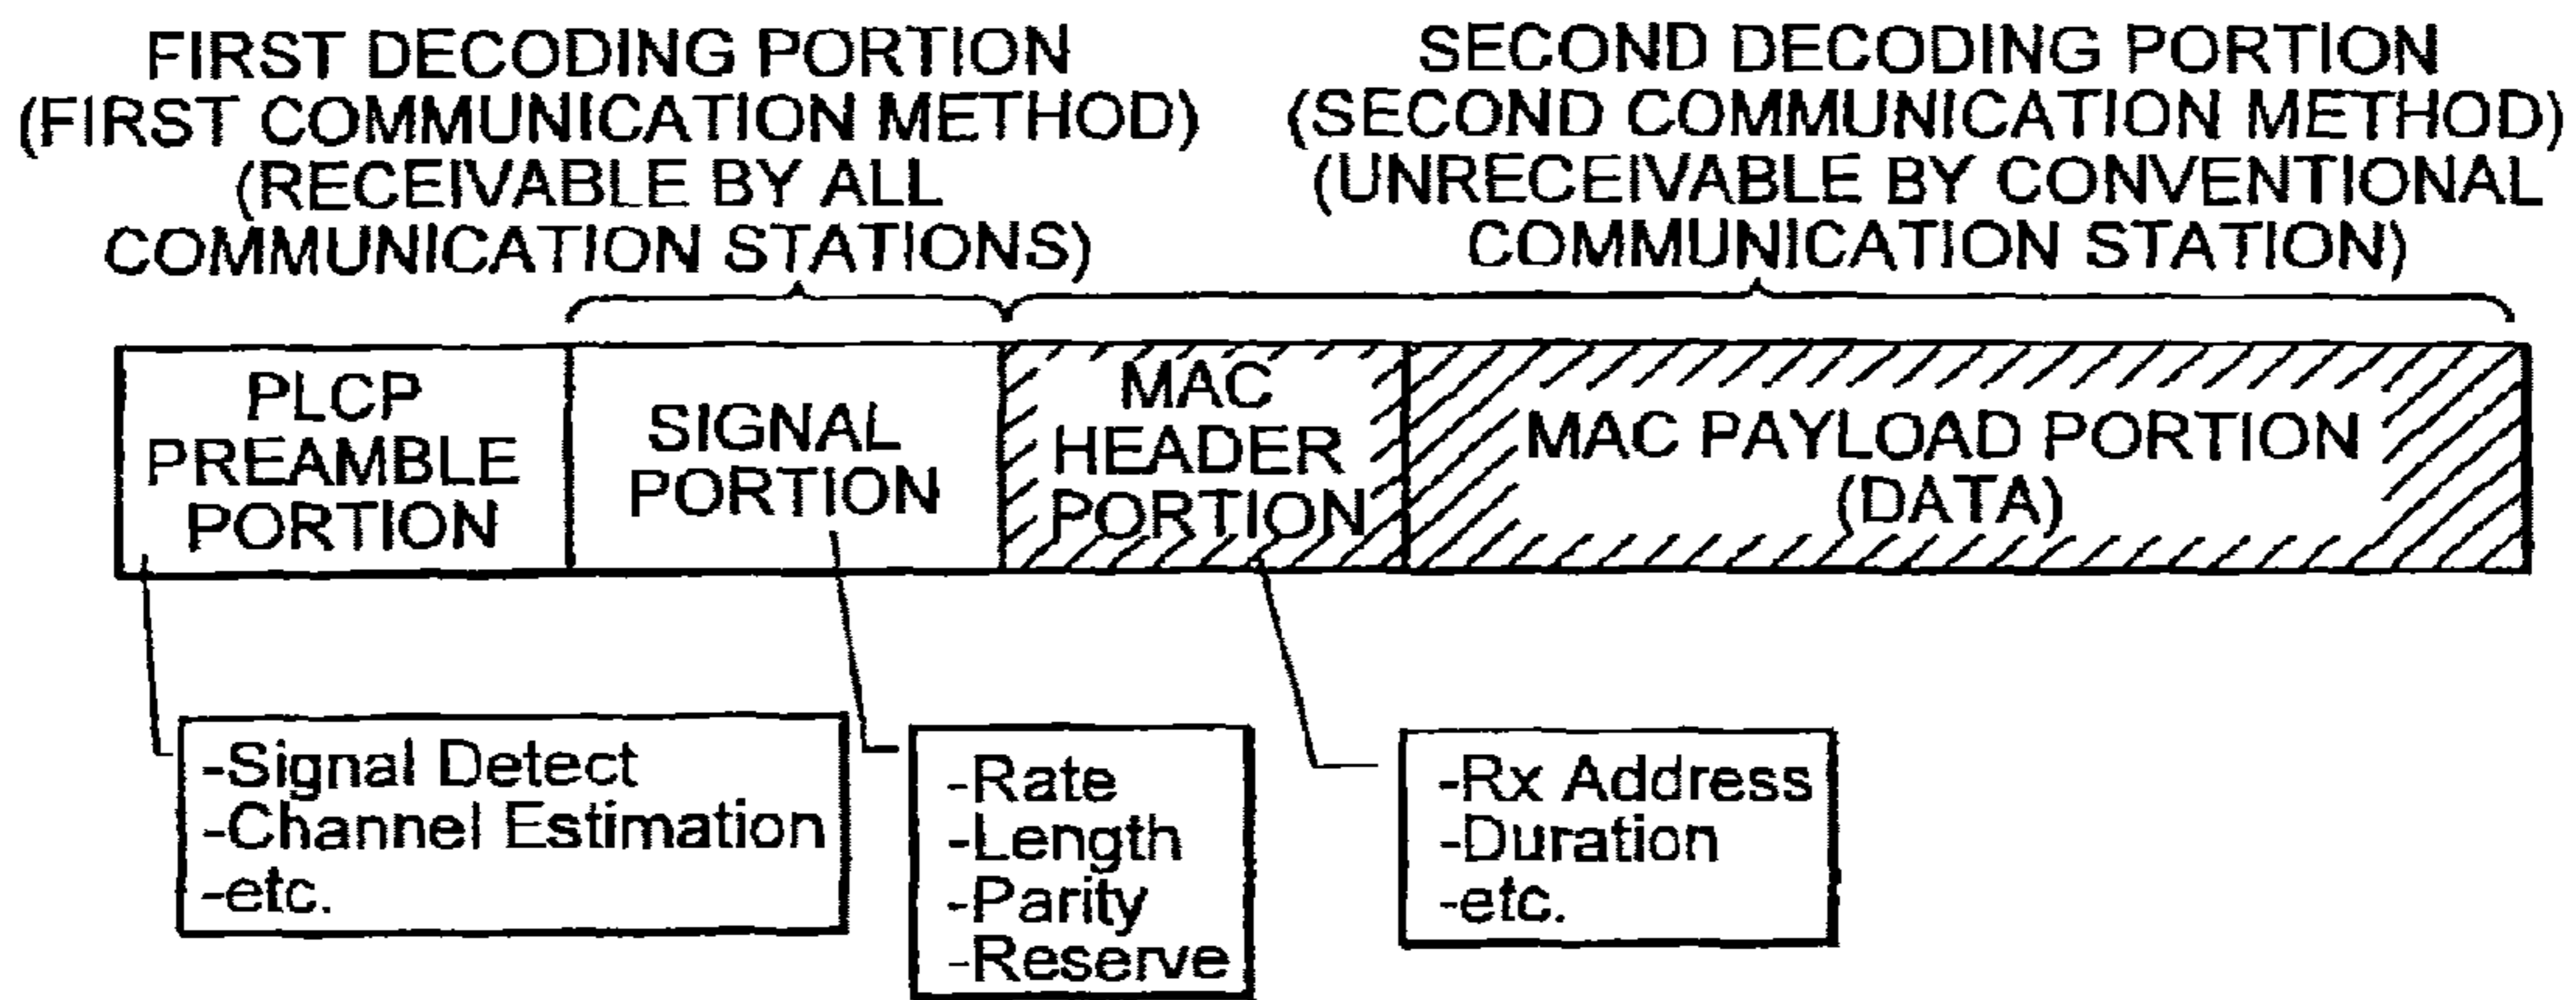 FIRST DECODING PORTION
(FIRST COMMUNICATION METHOD)
(RECEIVABLE BY ALL
COMMUNICATION STATIONS)
SECOND DECODING PORTION
(SECOND COMMUNICATION METHOD)
(UNRECEIVABLE BY CONVENTIONAL
COMMUNICATION STATION)
PLCP
PREAMBLE
PORTION
SIGNAL
PORTION
MAC
HEADER
PORTION
MAC PAYLOAD PORTION
(DATA)
-Signal Detect
-Channel Estimation
-etc.
-Rate
-Length
-Parity
-Reserve
-Rx Address
-Duration
-etc.